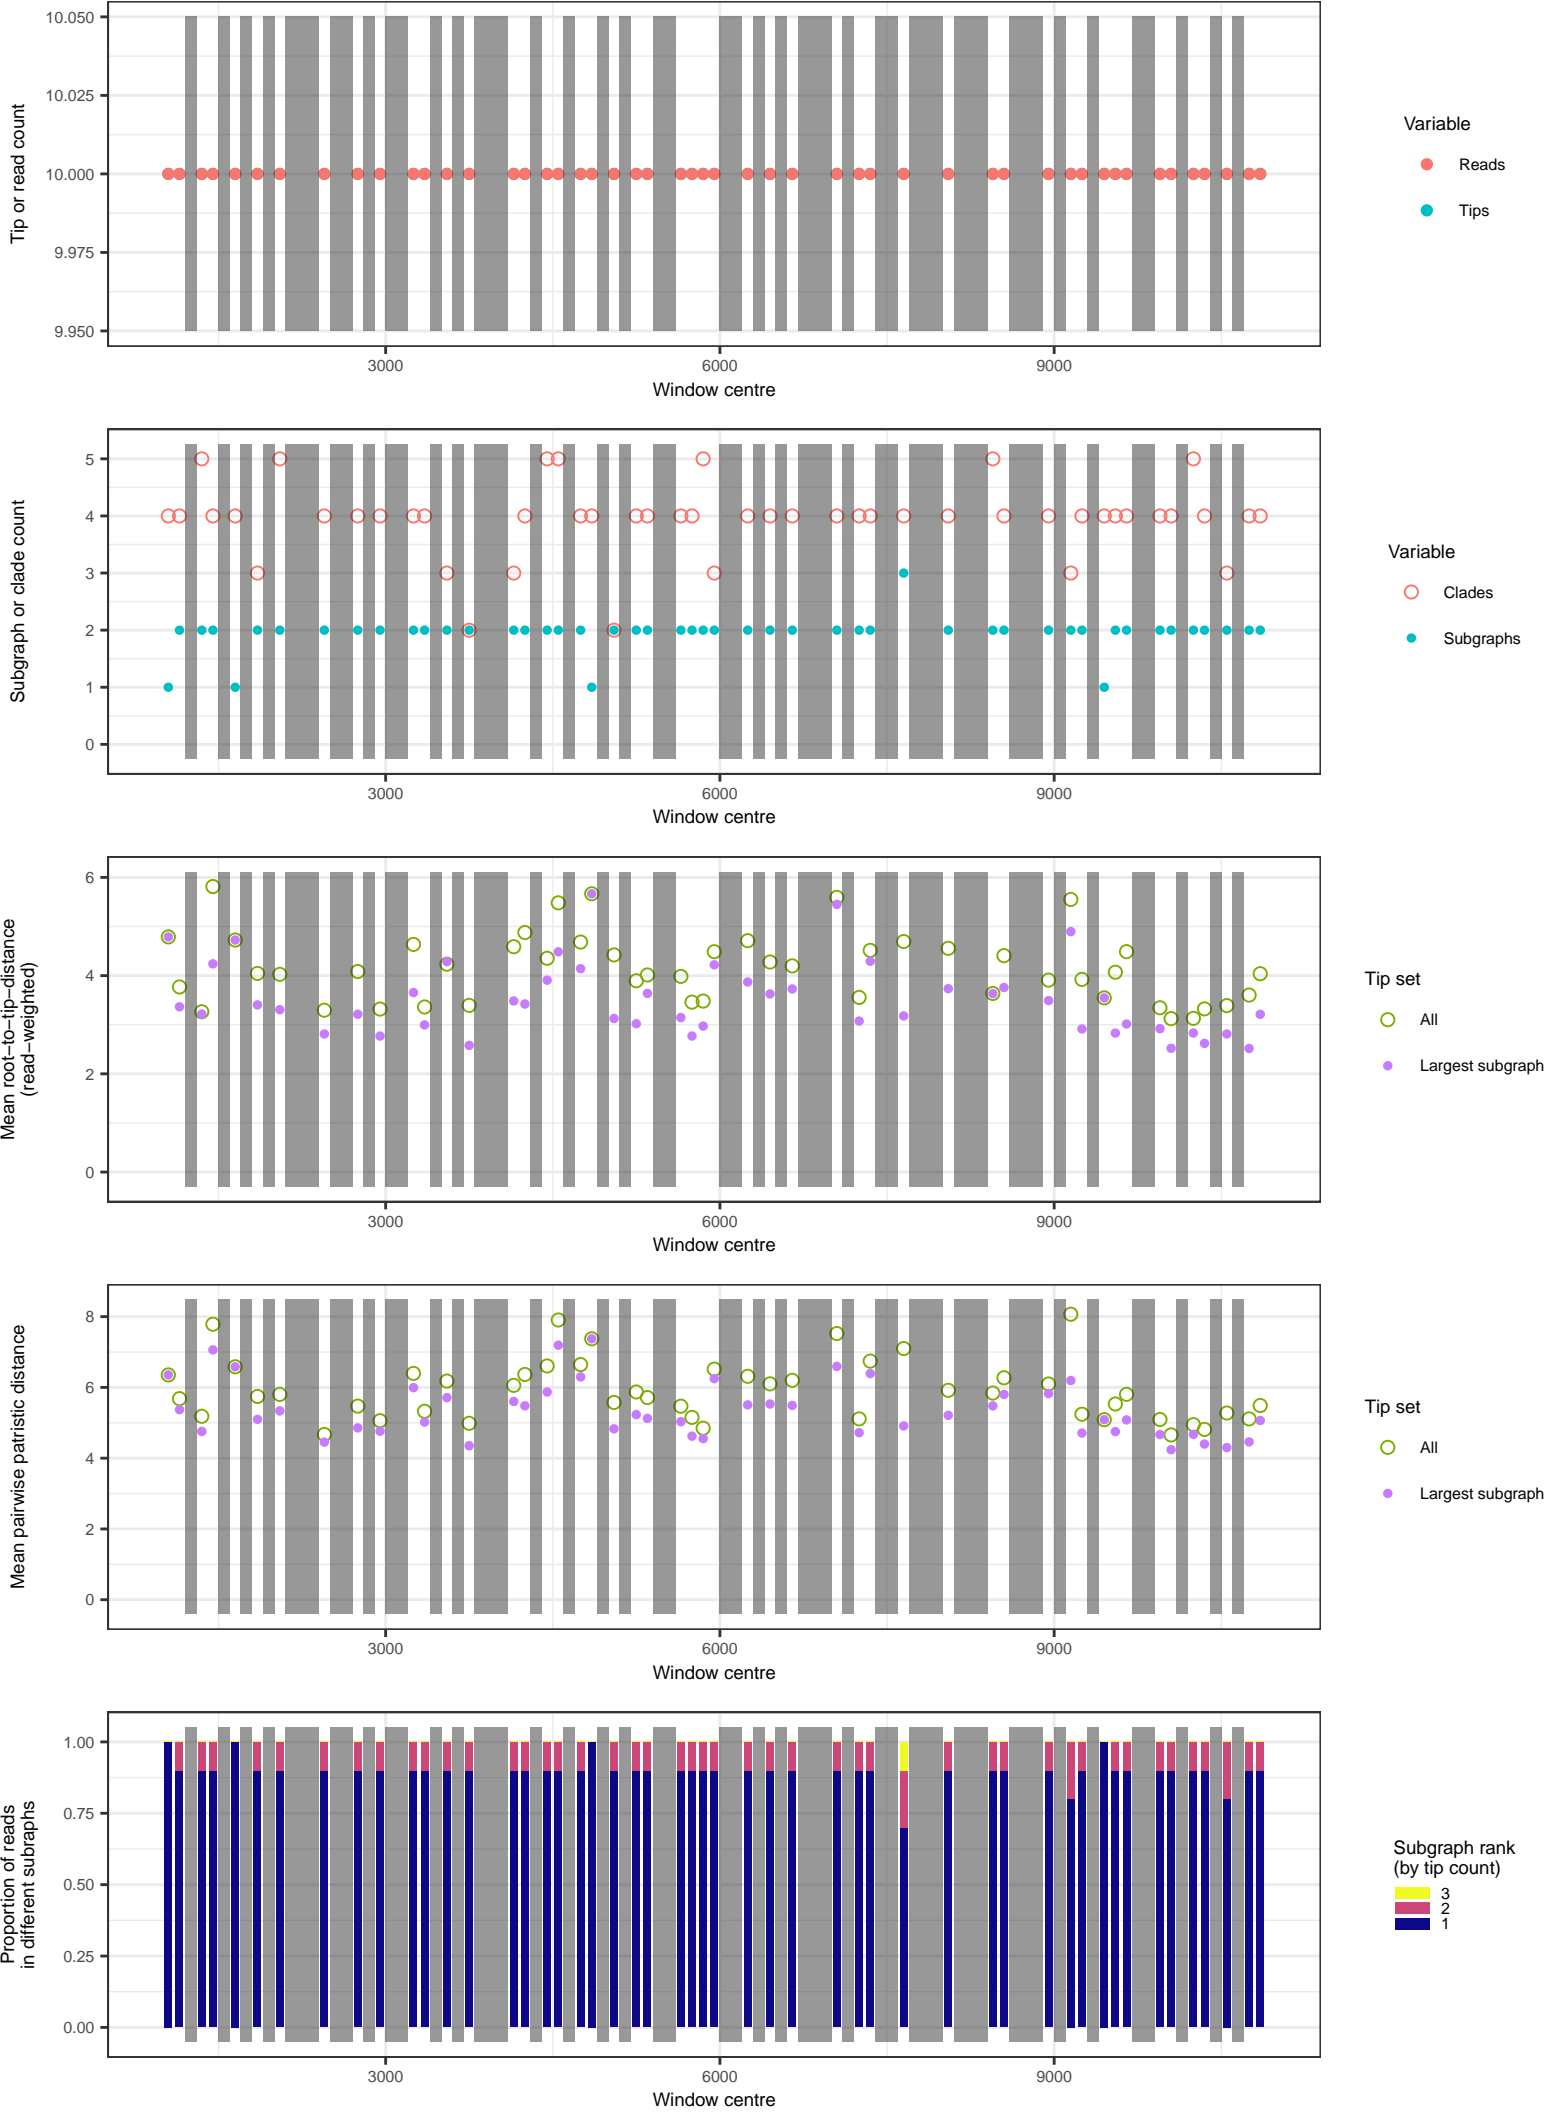 10.050
10.025
10.000
9.975
9.950
Tip or read count
3000
6000
9000
Window centre
Variable
Reads
Tips
5
4
3
2
1
0
Subgraph or clade count
3000
6000
9000
Window centre
Variable
Clades
Subgraphs
6
4
2
0
Mean root−to−tip−distance
(read−weighted)
3000
6000
9000
Window centre
Tip set
All
Largest subgraph
8
6
4
2
0
Mean pairwise patristic distance
3000
6000
9000
Window centre
Tip set
All
Largest subgraph
1.00
0.75
0.50
0.25
0.00
Proportion of reads
in different subraphs
3000
6000
9000
Window centre
Subgraph rank
(by tip count)
3
2
1